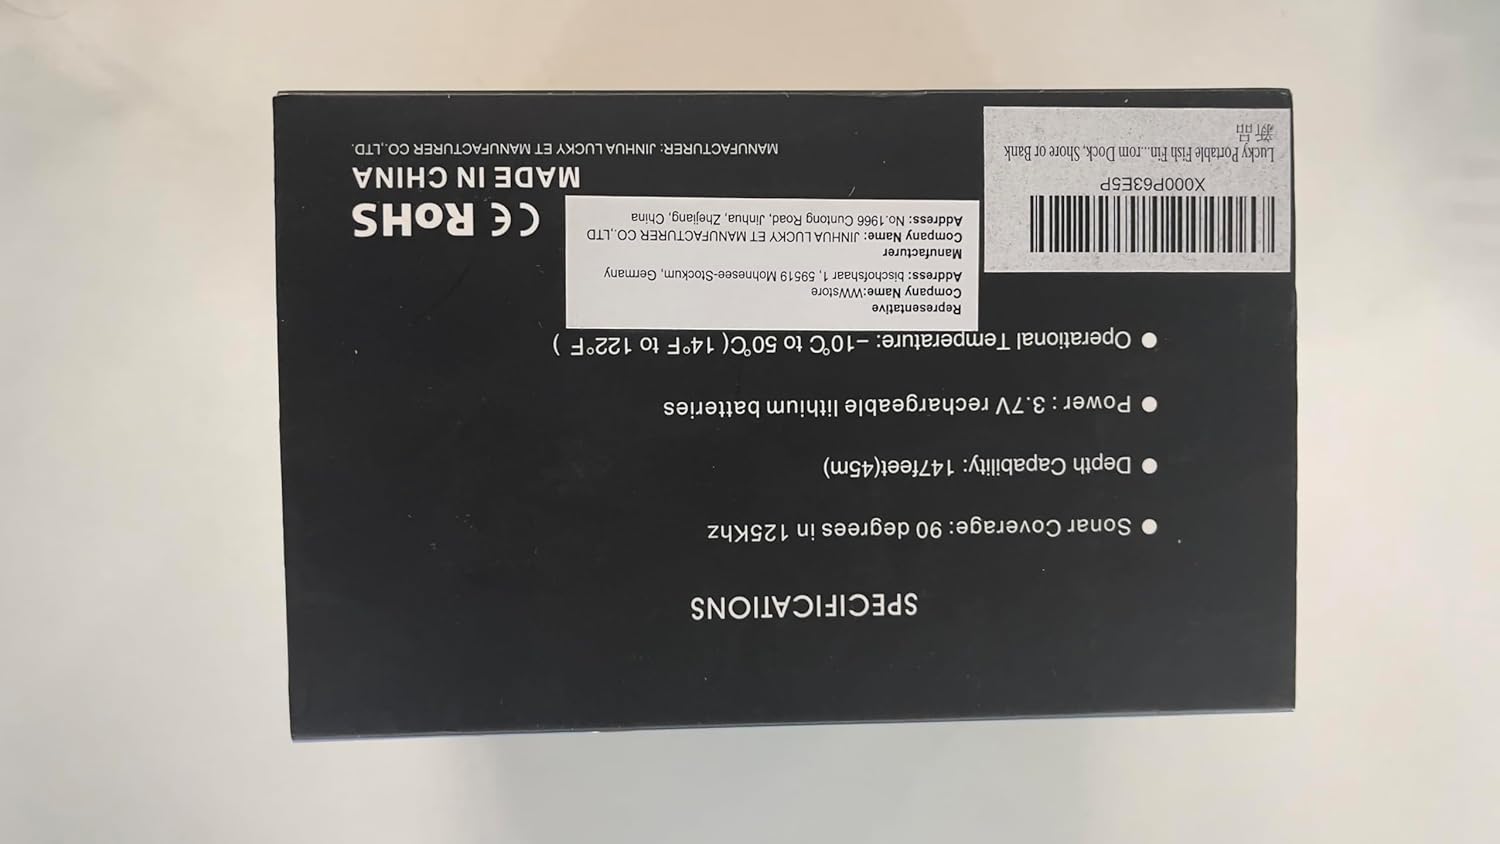 SPECIFICATIONS
● Sonar Coverage: 90 degrees in 125Khz
● Depth Capability: 147feet(45m)
● Power : 3.7V rechargeable lithium batteries
● Operational Temperature: –10℃ to 50℃( 14°F to 122°F )
Representative
Company Name:WWstore
Address: bischofshaar 1, 59519 Mohnesee-Stockum, Germany
Manufacturer
Company Name: JINHUA LUCKY ET MANUFACTURER CO.,LTD
Address: No.1966 Cuntong Road, Jinhua, Zhejiang, China
X000P63E5P
Lucky Portable Fish Fin...rom Dock, Shore or Bank
新品
CE RoHS
MADE IN CHINA
MANUFACTURER: JINHUA LUCKY ET MANUFACTURER CO.,LTD.